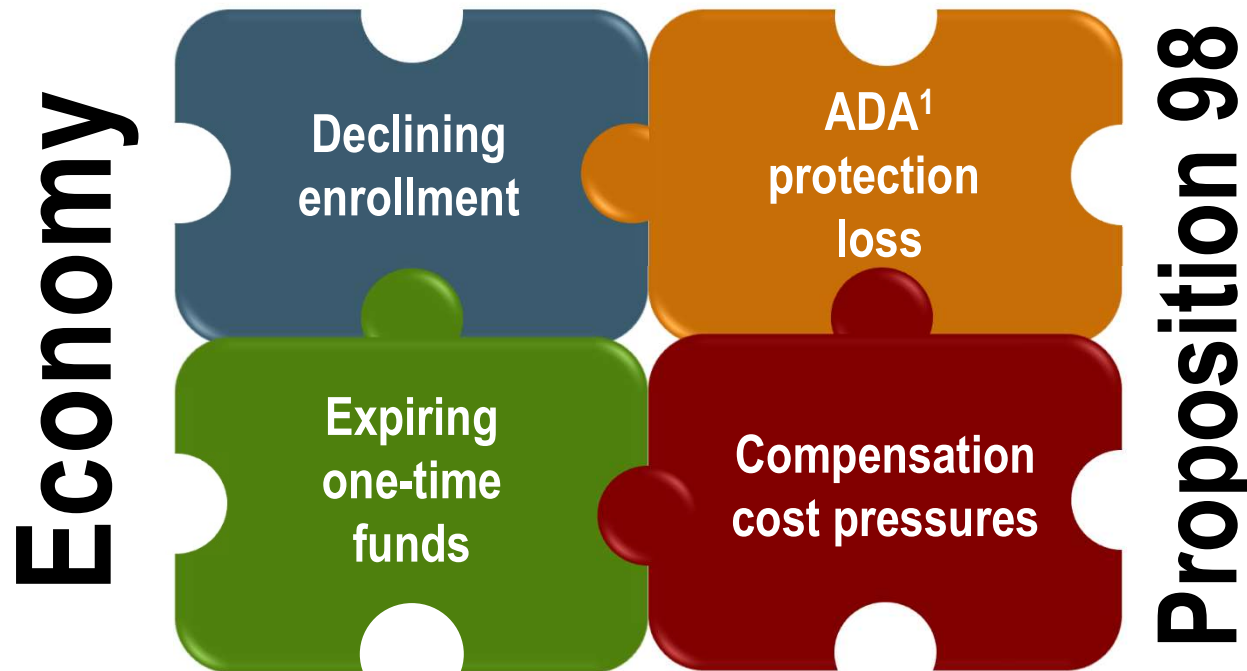 Economy
Declining
enrollment
ADA¹
protection
loss
Expiring
one-time
funds
Compensation
cost pressures
Proposition 98